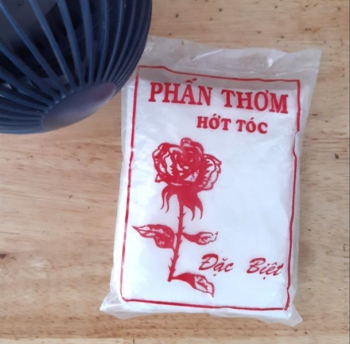 PHẤN THƠM
HỚT TÓC
Đặc Biệt